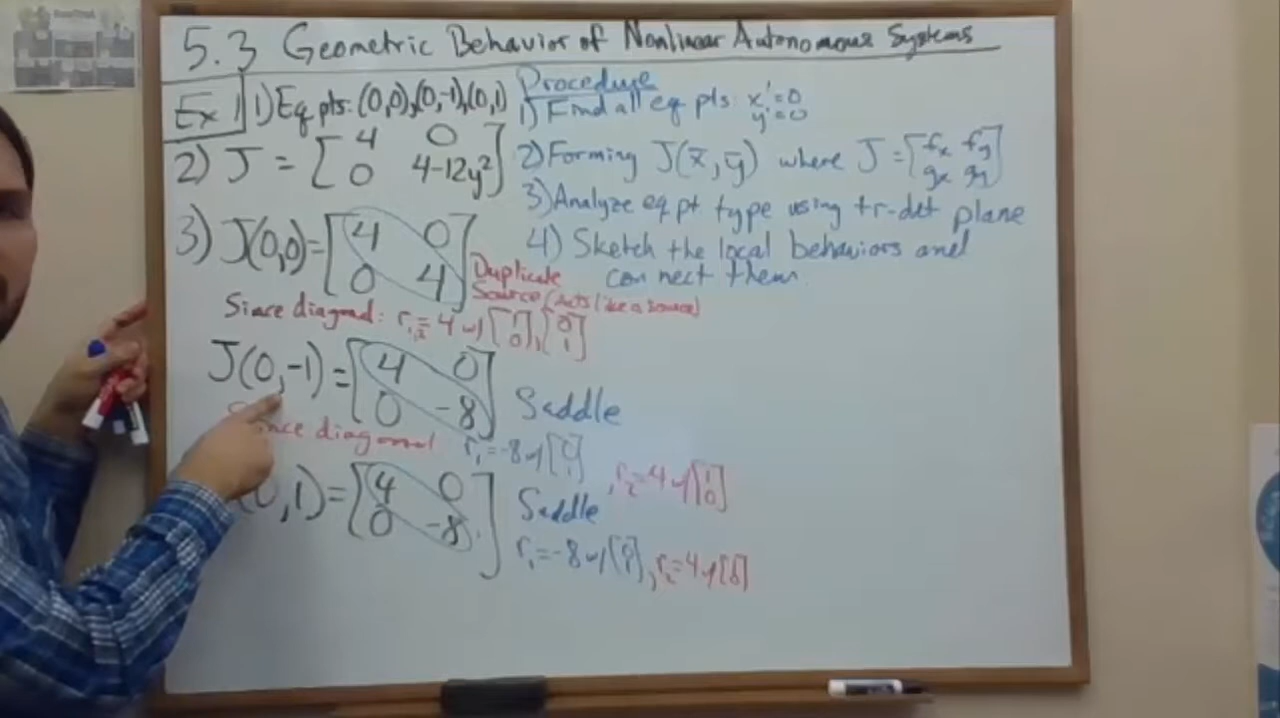 5.3 Geometric Behavior of Nonlinear Autonomous Systems
Ex 1
1) Eq pts: (0,0),(0,-1),(0,1)
2) J = [4 0
0 4-12y²]
3) J(0,0) = [4 0
0 4]
Duplicate
Source (Acts like a source)
Since diagonal: r₁,₂ = 4 w/ [1 0], [0 1]
J(0,-1) = [4 0
0 -8]
Saddle
Since diagonal r₁ = -8 w/ [0 1], r₂ = 4 w/ [1 0]
(0,1) = [4 0
0 -8]
Saddle
r₁ = -8 w/ [0 1], r₂ = 4 w/ [1 0]
Procedure
1) Find all eq pts: x'=0
y'=0
2) Forming J(x̄, ȳ) where J = [fx fy
gx gy]
3) Analyze eq pt type using tr-det plane
4) Sketch the local behaviors and
connect them.